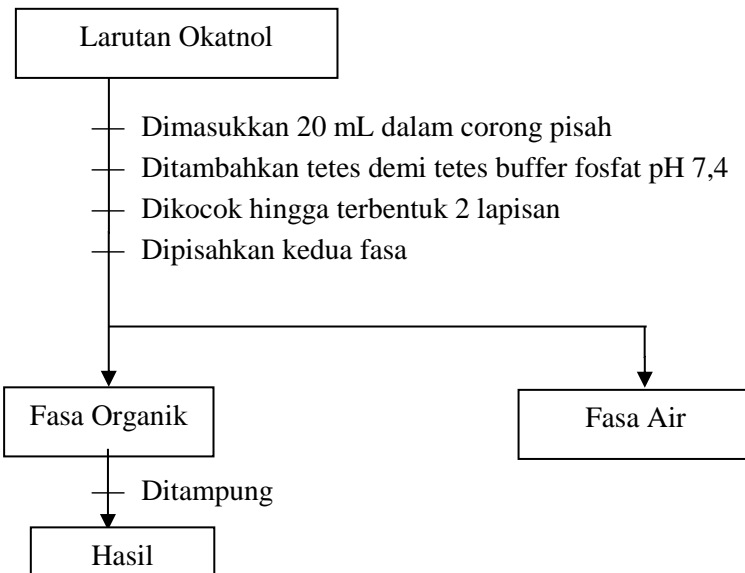 Larutan Okatnol
Dimasukkan 20 mL dalam corong pisah
Ditambahkan tetes demi tetes buffer fosfat pH 7,4
Dikocok hingga terbentuk 2 lapisan
Dipisahkan kedua fasa
Fasa Organik
Fasa Air
Ditampung
Hasil